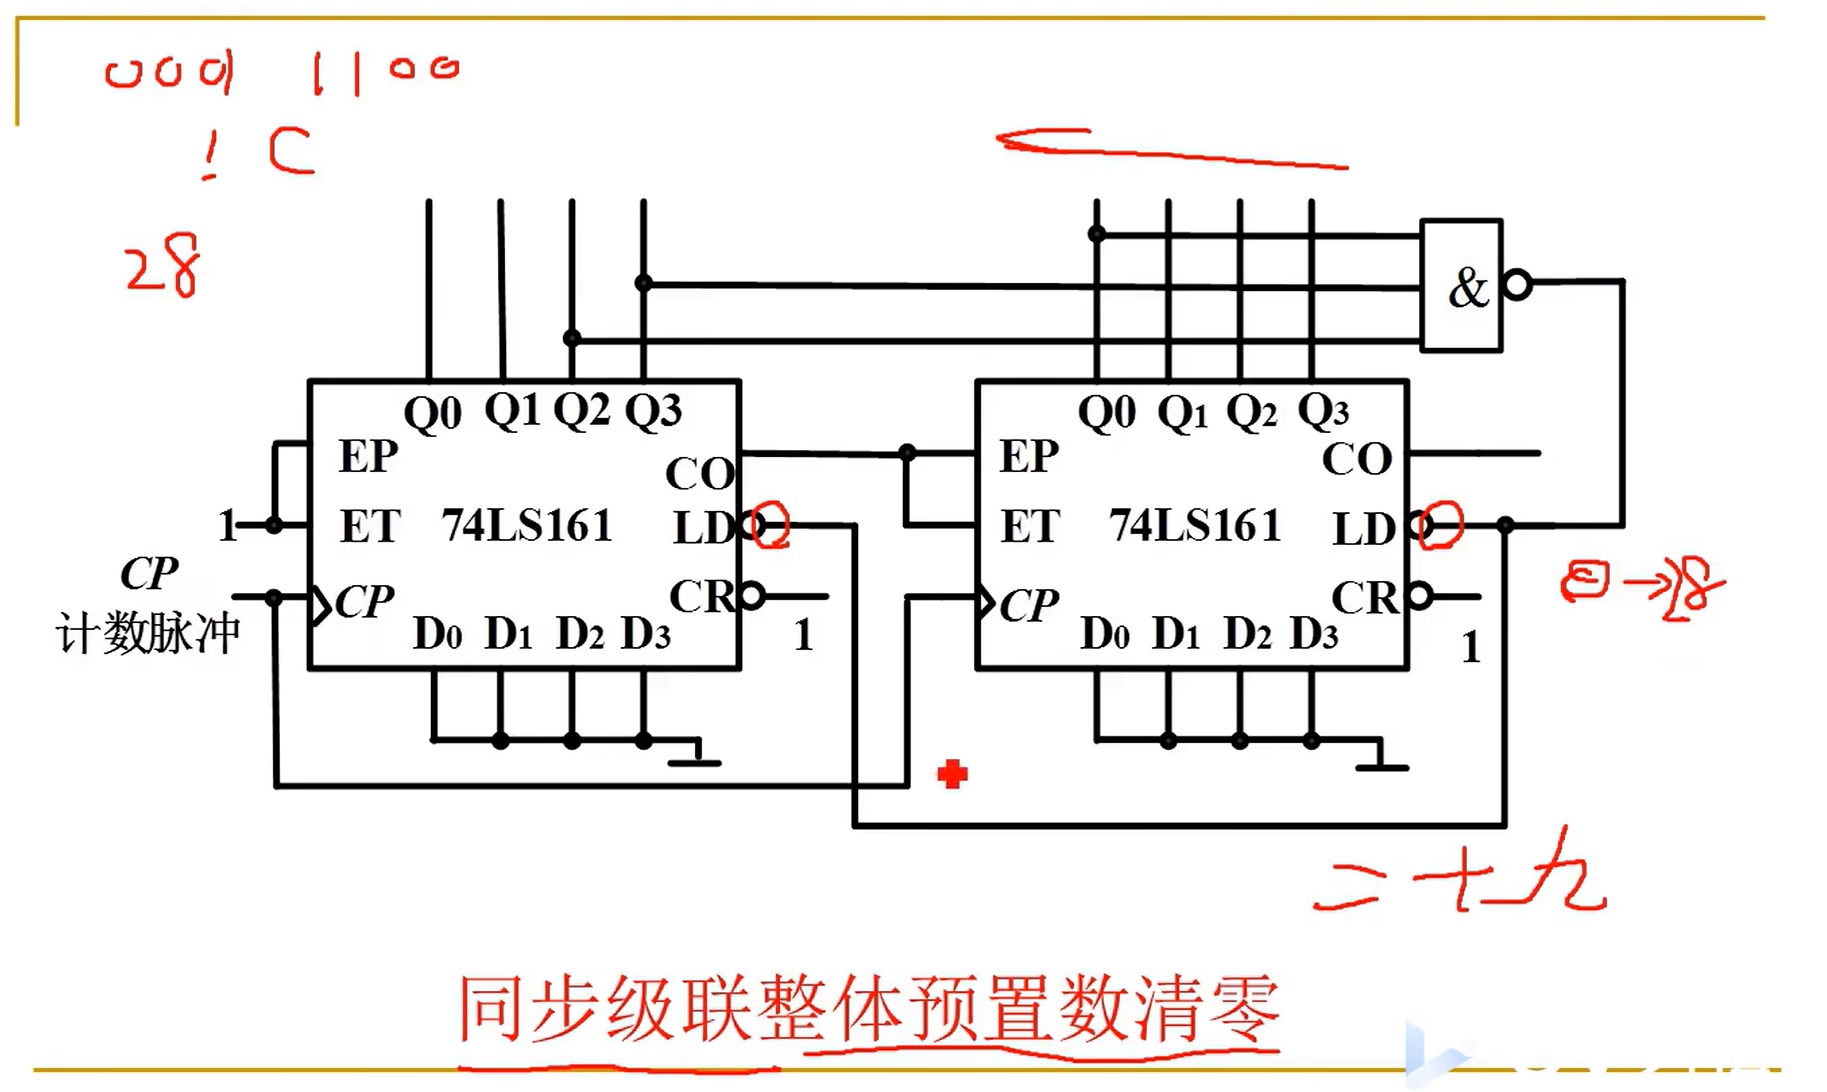 0001 1100
1 C
28
&
Q0 Q1 Q2 Q3
Q0 Q1 Q2 Q3
EP
CO
EP
CO
1
ET
74LS161
LD
ET
74LS161
LD
CP
计数脉冲
CP
CR
1
CP
CR
1
→28
D0 D1 D2 D3
D0 D1 D2 D3
二十九
同步级联整体预置数清零